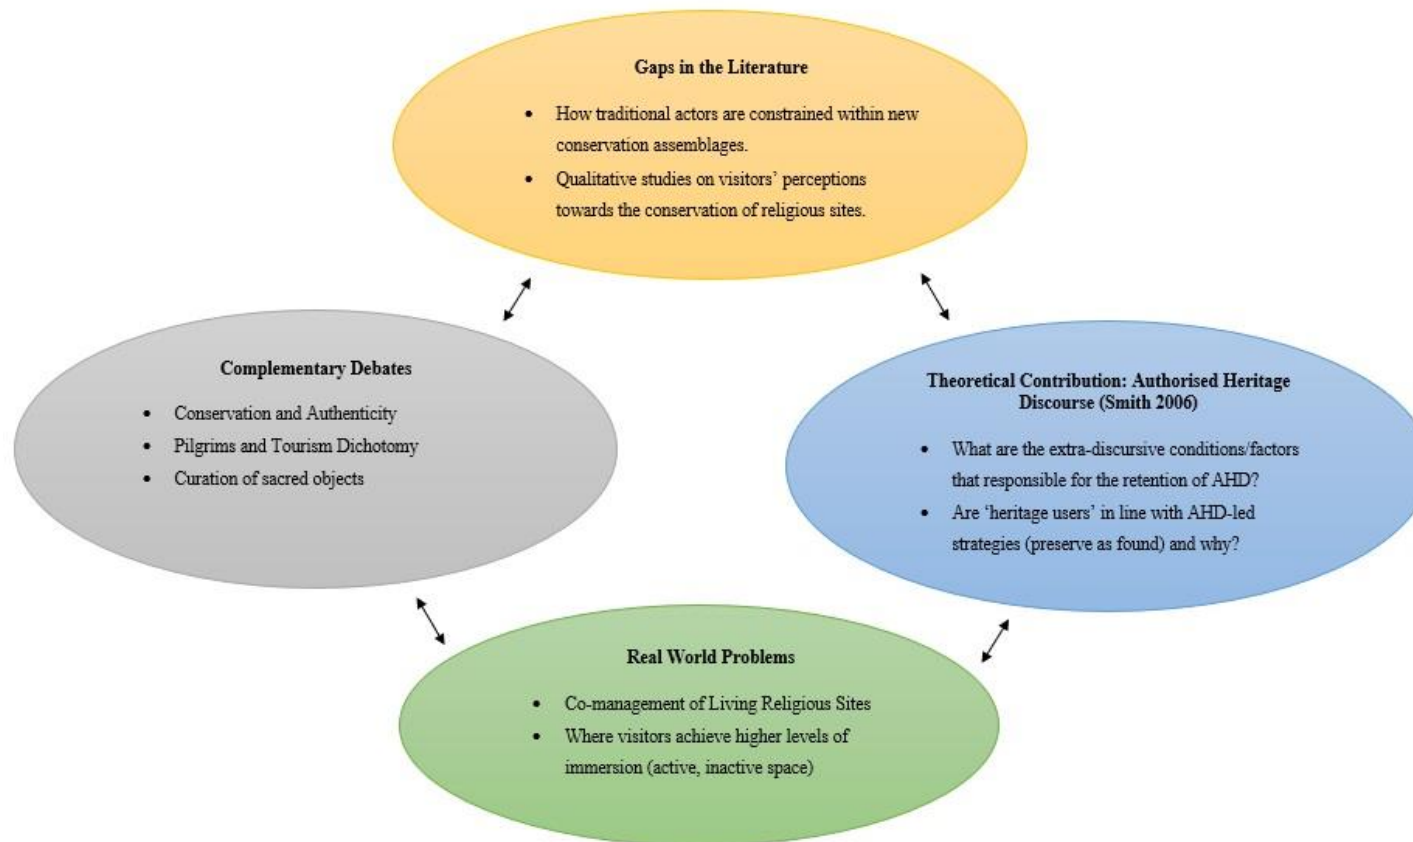 Gaps in the Literature
• How traditional actors are constrained within new
conservation assemblages.
• Qualitative studies on visitors’ perceptions
towards the conservation of religious sites.
Complementary Debates
• Conservation and Authenticity
• Pilgrims and Tourism Dichotomy
• Curation of sacred objects
Theoretical Contribution: Authorised Heritage
Discourse (Smith 2006)
• What are the extra-discursive conditions/factors
that responsible for the retention of AHD?
• Are ‘heritage users’ in line with AHD-led
strategies (preserve as found) and why?
Real World Problems
• Co-management of Living Religious Sites
• Where visitors achieve higher levels of
immersion (active, inactive space)